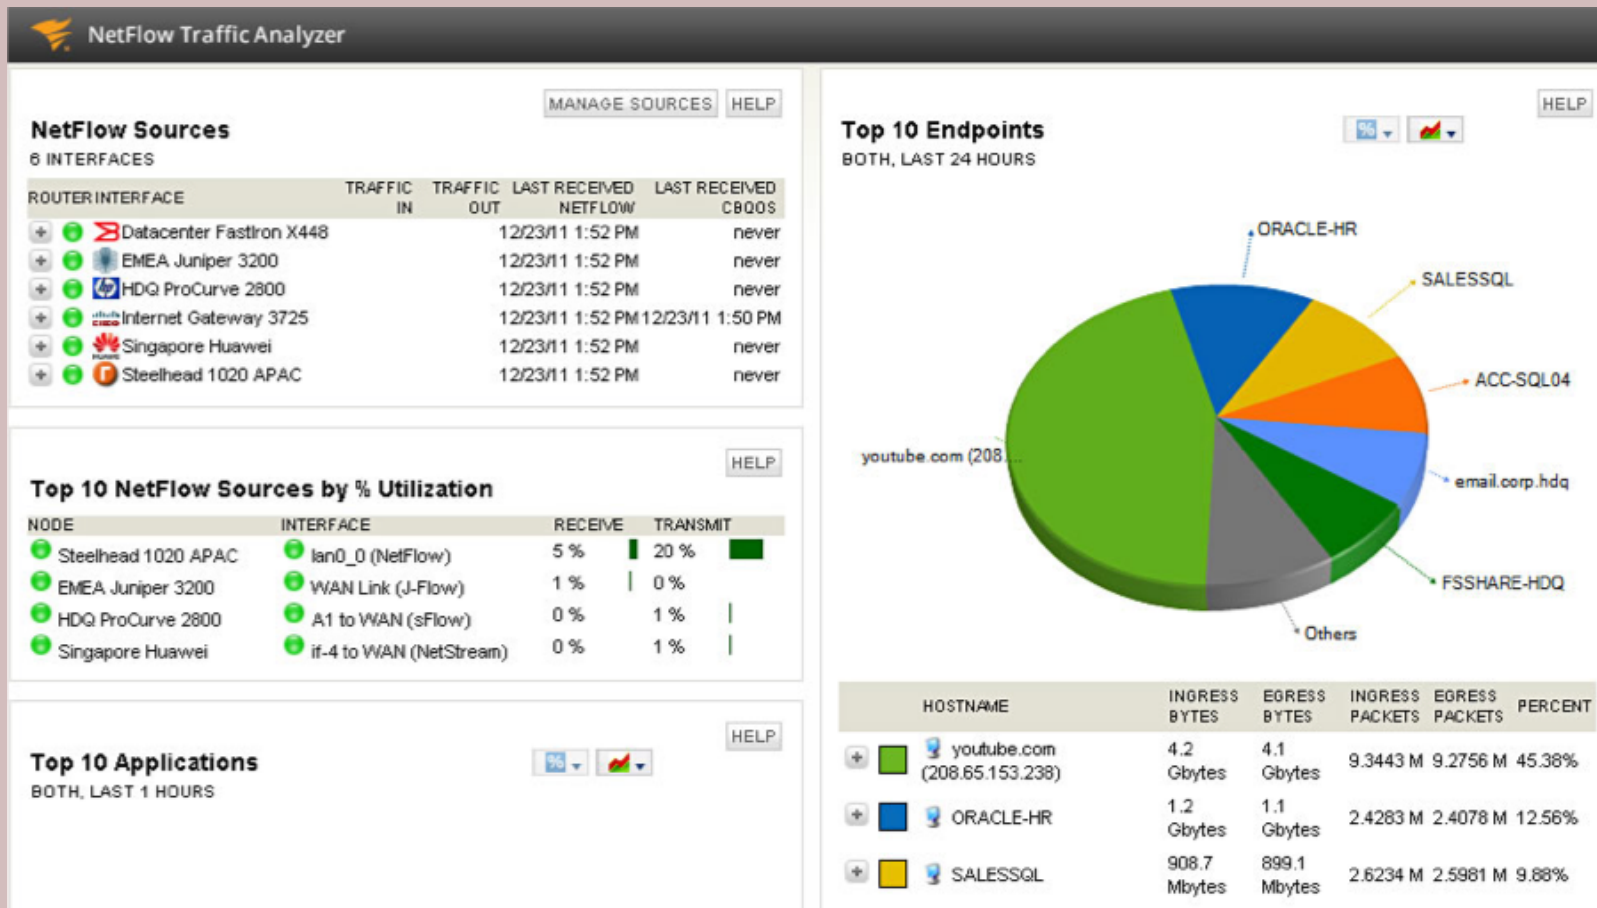 NetFlow Traffic Analyzer
MANAGE SOURCES HELP
NetFlow Sources
6 INTERFACES
ROUTER INTERFACE TRAFFIC IN TRAFFIC OUT LAST RECEIVED NETFLOW LAST RECEIVED CBQOS
Datacenter FastIron X448 12/23/11 1:52 PM never
EMEA Juniper 3200 12/23/11 1:52 PM never
HDQ ProCurve 2800 12/23/11 1:52 PM never
Internet Gateway 3725 12/23/11 1:52 PM 12/23/11 1:50 PM
Singapore Huawei 12/23/11 1:52 PM never
Steelhead 1020 APAC 12/23/11 1:52 PM never
HELP
Top 10 NetFlow Sources by % Utilization
NODE INTERFACE RECEIVE TRANSMIT
Steelhead 1020 APAC lan0_0 (NetFlow) 5 % 20 %
EMEA Juniper 3200 WAN Link (J-Flow) 1 % 0 %
HDQ ProCurve 2800 A1 to WAN (sFlow) 0 % 1 %
Singapore Huawei if-4 to WAN (NetStream) 0 % 1 %
HELP
Top 10 Applications
BOTH, LAST 1 HOURS
%
HELP
Top 10 Endpoints
BOTH, LAST 24 HOURS
%
ORACLE-HR
SALESSQL
ACC-SQL04
youtube.com (208....
email.corp.hdq
FSSHARE-HDQ
Others
HOSTNAME INGRESS BYTES EGRESS BYTES INGRESS PACKETS EGRESS PACKETS PERCENT
youtube.com (208.65.153.238) 4.2 Gbytes 4.1 Gbytes 9.3443 M 9.2756 M 45.38%
ORACLE-HR 1.2 Gbytes 1.1 Gbytes 2.4283 M 2.4078 M 12.56%
SALESSQL 908.7 Mbytes 899.1 Mbytes 2.6234 M 2.5981 M 9.88%